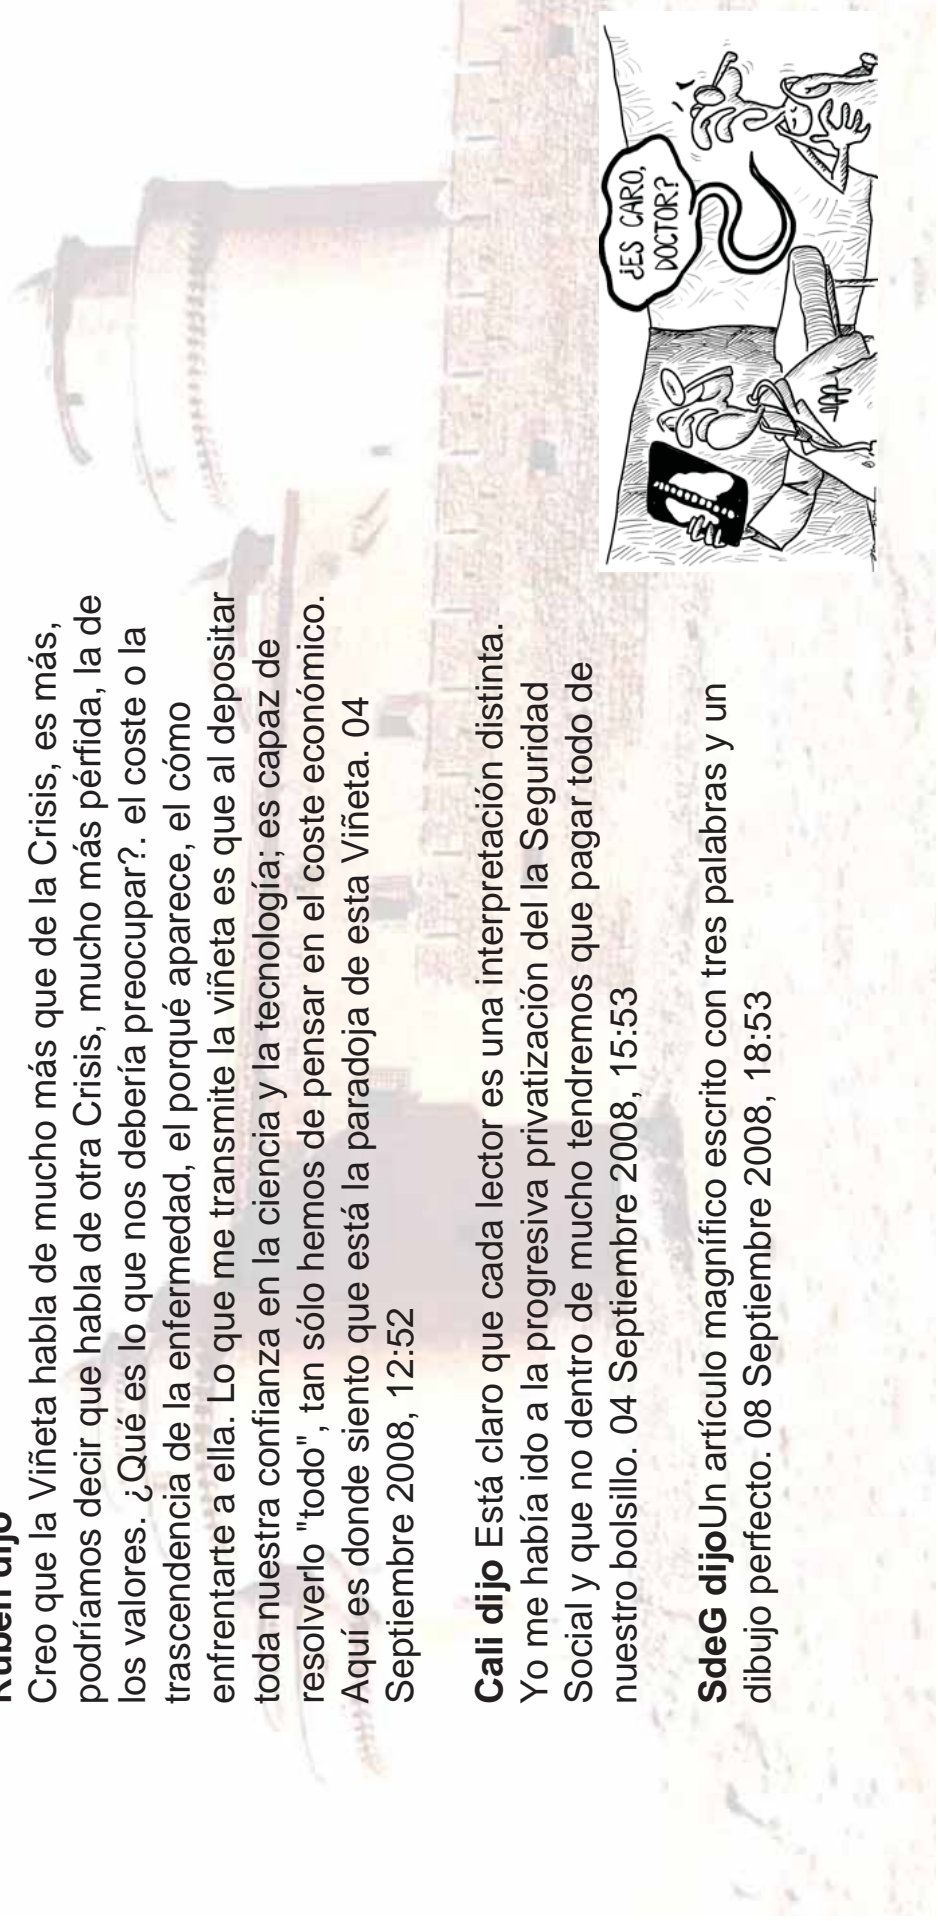 Rubén dijo
Creo que la Viñeta habla de mucho más que de la Crisis, es más,
podríamos decir que habla de otra Crisis, mucho más pérfida, la de
los valores. ¿Qué es lo que nos debería preocupar?. el coste o la
trascendencia de la enfermedad, el porqué aparece, el cómo
enfrentarte a ella. Lo que me transmite la viñeta es que al depositar
toda nuestra confianza en la ciencia y la tecnología; es capaz de
resolverlo "todo", tan sólo hemos de pensar en el coste económico.
Aquí es donde siento que está la paradoja de esta Viñeta. 04
Septiembre 2008, 12:52
Cali dijo Está claro que cada lector es una interpretación distinta.
Yo me había ido a la progresiva privatización del la Seguridad
Social y que no dentro de mucho tendremos que pagar todo de
nuestro bolsillo. 04 Septiembre 2008, 15:53
SdeG dijoUn artículo magnífico escrito con tres palabras y un
dibujo perfecto. 08 Septiembre 2008, 18:53
¿ES CARO,
DOCTOR?